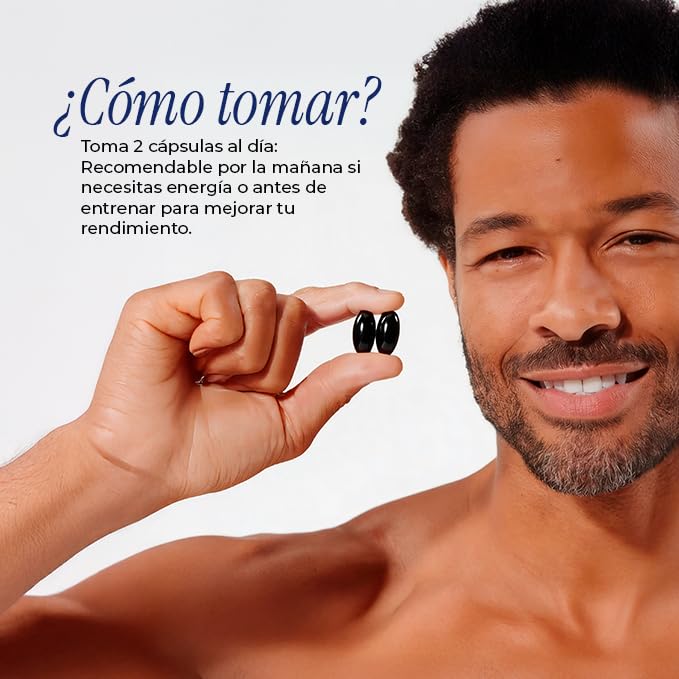 ¿Cómo tomar?
Toma 2 cápsulas al día:
Recomendable por la mañana si
necesitas energía o antes de
entrenar para mejorar tu
rendimiento.